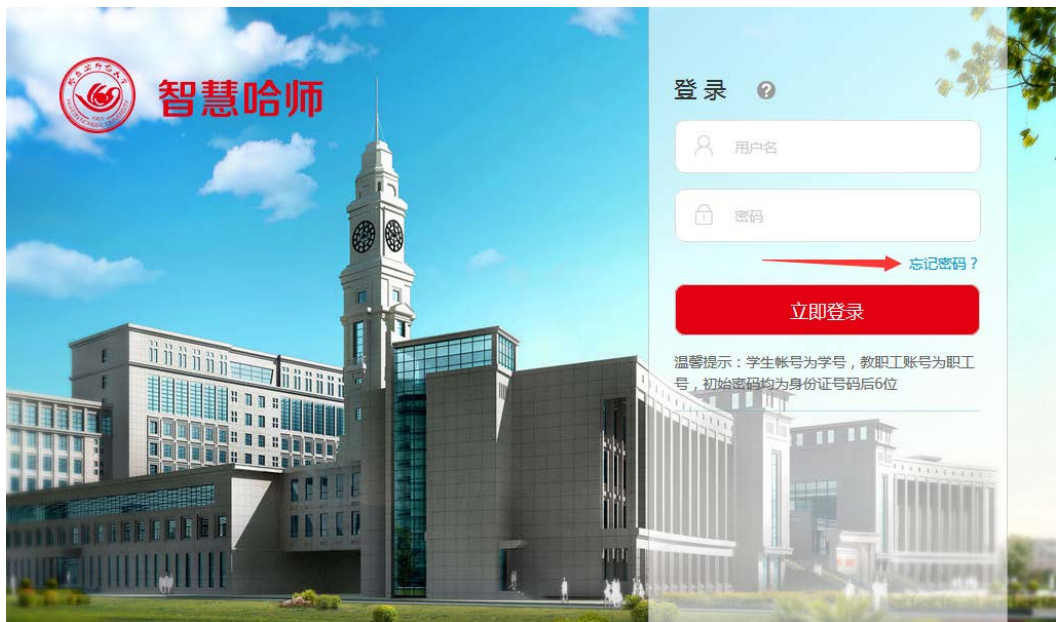 智慧哈师
登录
?
用户名
密码
忘记密码？
立即登录
温馨提示：学生帐号为学号，教职工账号为职工
号，初始密码均为身份证号码后6位